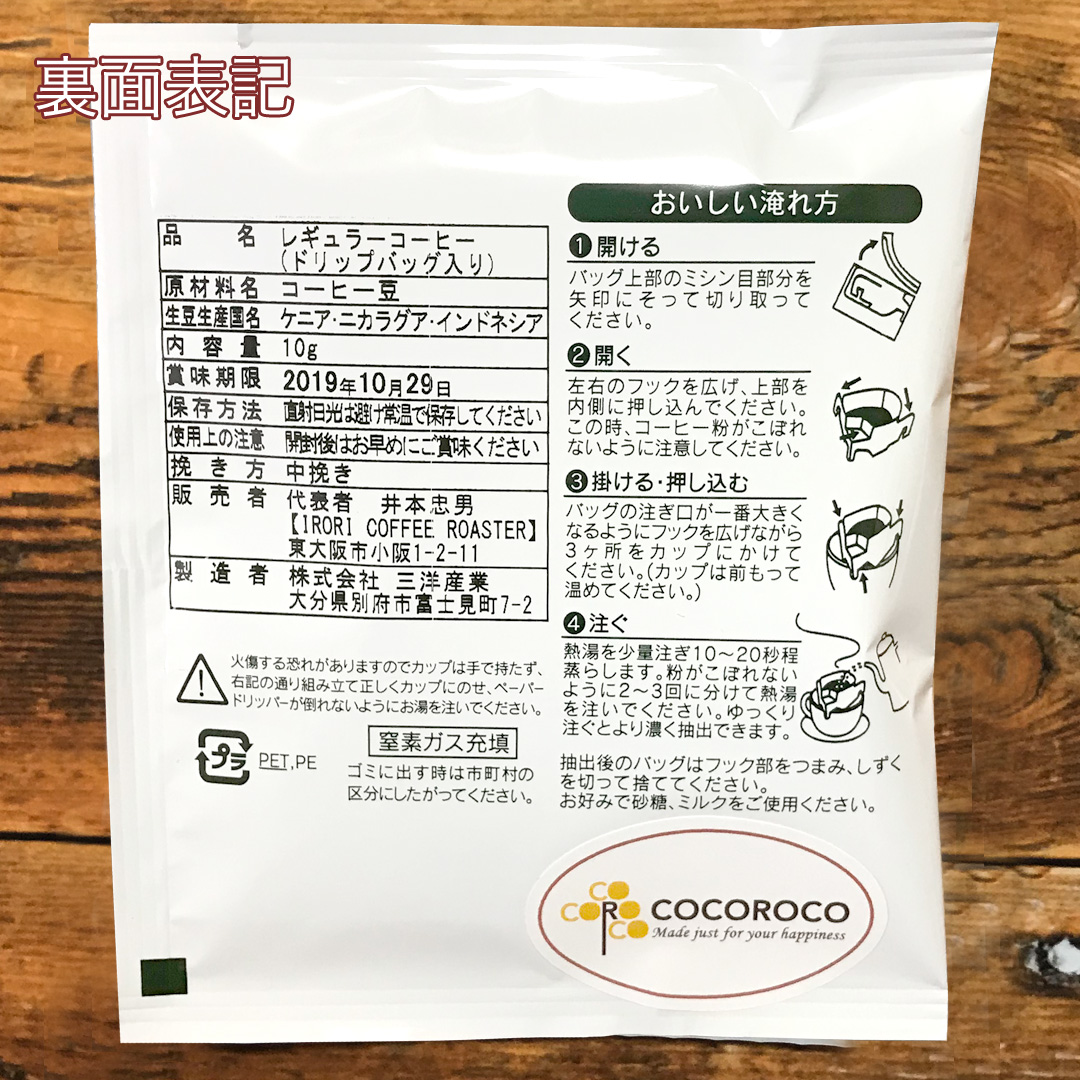 裏面表記
品名 レギュラーコーヒー
(ドリップバッグ入り)
原材料名 コーヒー豆
生豆生産国名 ケニア・ニカラグア・インドネシア
内容量 10g
賞味期限 2019年10月29日
保存方法 直射日光は避け常温で保存してください
使用上の注意 開封後はお早めにご賞味ください
挽き方 中挽き
販売者 代表者 井本忠男
【IRORI COFFEE ROASTER】
東大阪市小阪1-2-11
製造者 株式会社 三洋産業
大分県別府市富士見町7-2
火傷する恐れがありますのでカップは手で持たず、
右記の通り組み立て正しくカップにのせ、ペーパー
ドリッパーが倒れないようにお湯を注いでください。
プラ
PET,PE
窒素ガス充填
ゴミに出す時は市町村の
区分にしたがってください。
おいしい淹れ方
❶開ける
バッグ上部のミシン目部分を
矢印にそって切り取って
ください。
❷開く
左右のフックを広げ、上部を
内側に押し込んでください。
この時、コーヒー粉がこぼれ
ないように注意してください。
❸掛ける・押し込む
バッグの注ぎ口が一番大きく
なるようにフックを広げながら
3ヶ所をカップにかけて
ください。(カップは前もって
温めてください。)
❹注ぐ
熱湯を少量注ぎ10〜20秒程
蒸らします。粉がこぼれない
ように2〜3回に分けて熱湯
を注いでください。ゆっくり
注ぐとより濃く抽出できます。
抽出後のバッグはフック部をつまみ、しずく
を切って捨ててください。
お好みで砂糖、ミルクをご使用ください。
CO
CORO
CO
COCOROCO
Made just for your happiness